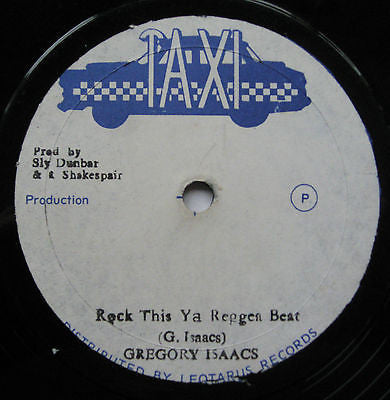 TAXI
Prod by
Sly Dunbar
& R Shakespair
Production
P
Rock This Ya Reggea Beat
(G. Isaacs)
GREGORY ISAACS
DISTRIBUTED BY LEOTARUS RECORDS